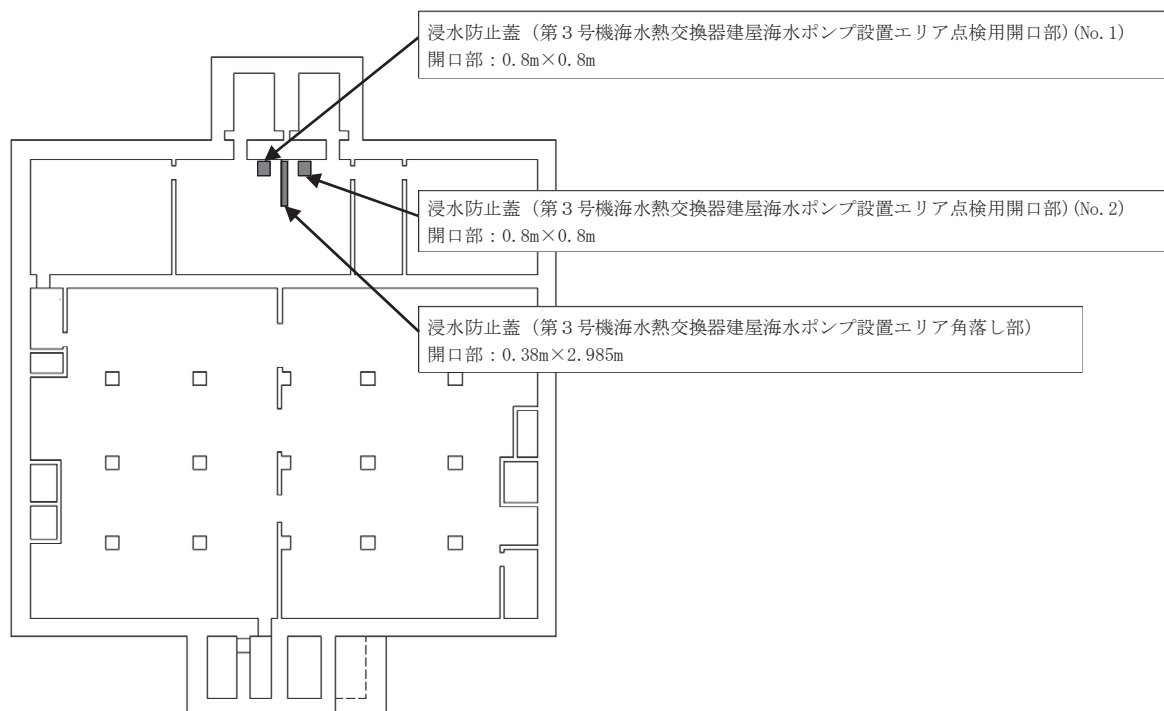 浸水防止蓋（第３号機海水熱交換器建屋海水ポンプ設置エリア点検用開口部）(No.1)
開口部：0.8m×0.8m
浸水防止蓋（第３号機海水熱交換器建屋海水ポンプ設置エリア点検用開口部）(No.2)
開口部：0.8m×0.8m
浸水防止蓋（第３号機海水熱交換器建屋海水ポンプ設置エリア角落し部）
開口部：0.38m×2.985m